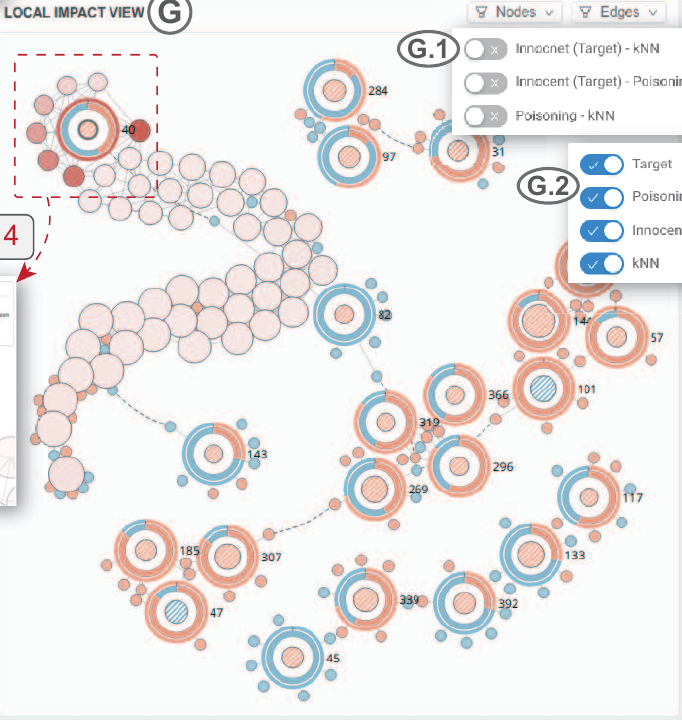 LOCAL IMPACT VIEW
G
Nodes
Edges
G.1
Innocnet (Target) - kNN
Innocent (Target) - Poisonin
Poisoning - kNN
G.2
Target
Poisonin
Innocen
kNN
4
40
284
97
31
82
144
57
101
366
319
296
269
143
117
133
185
307
47
339
392
45